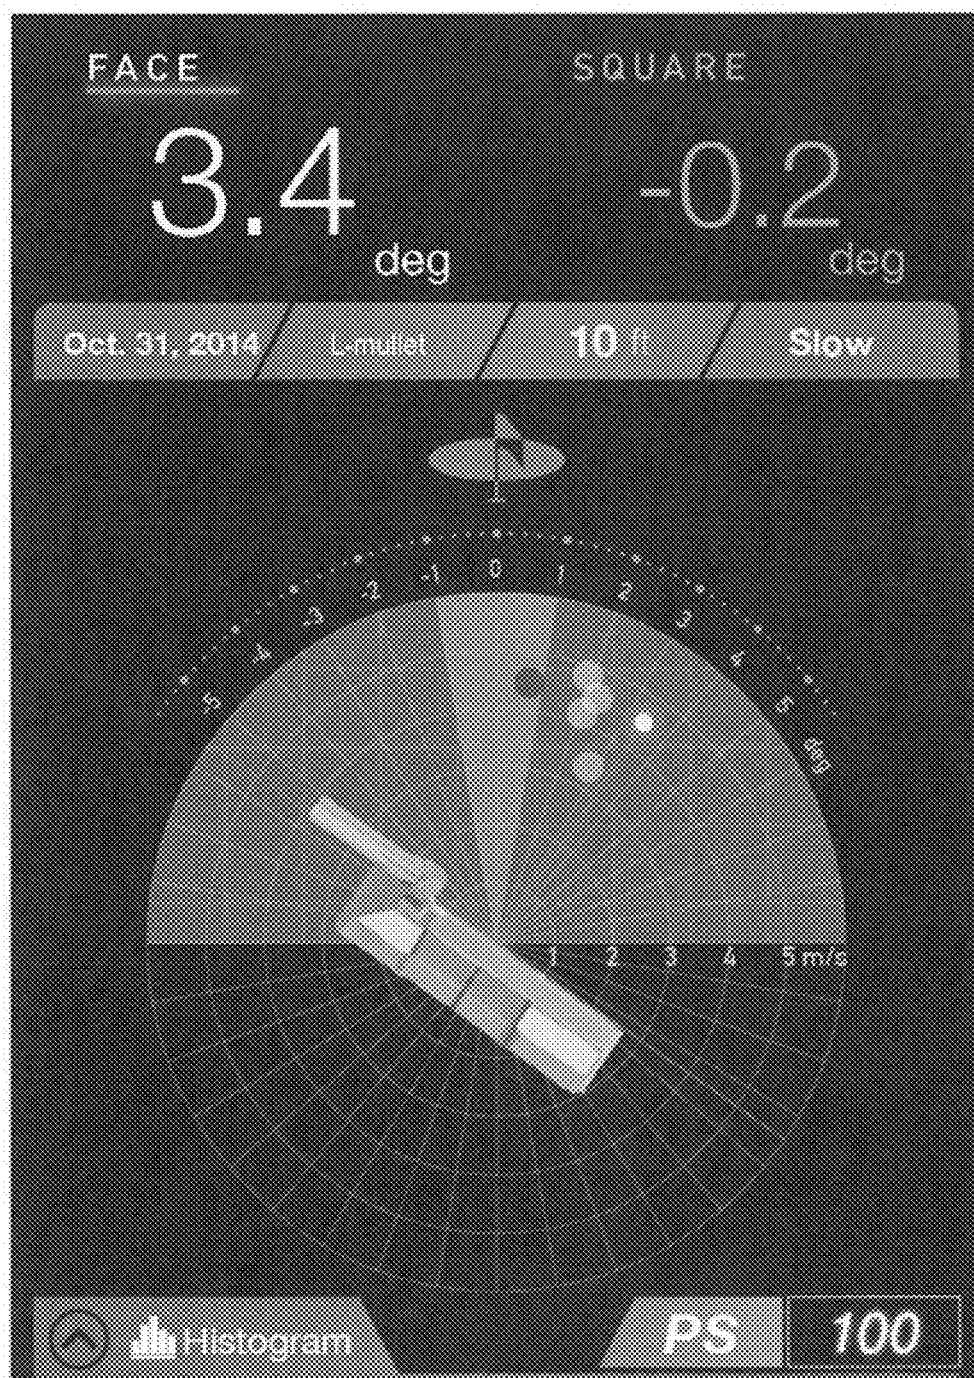 FACE
SQUARE
3.4 deg
-0.2 deg
Oct. 31, 2014
L-mullet
10 ft
Slow
-5 -4 -3 -2 -1 0 1 2 3 4 5 deg
1 2 3 4 5 m/s
Histogram
PS
100